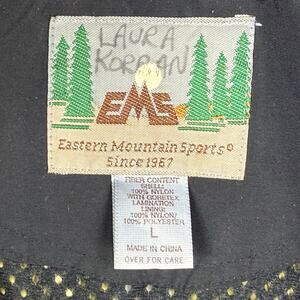 LAURA
KORBAN
EMS
Eastern Mountain Sports®
Since 1967
FIBER CONTENT
SHELL:
100% NYLON
WITH GORETEX
LAMINATION
LINING:
100% NYLON/
100% POLYESTER
L
MADE IN CHINA
OVER FOR CARE